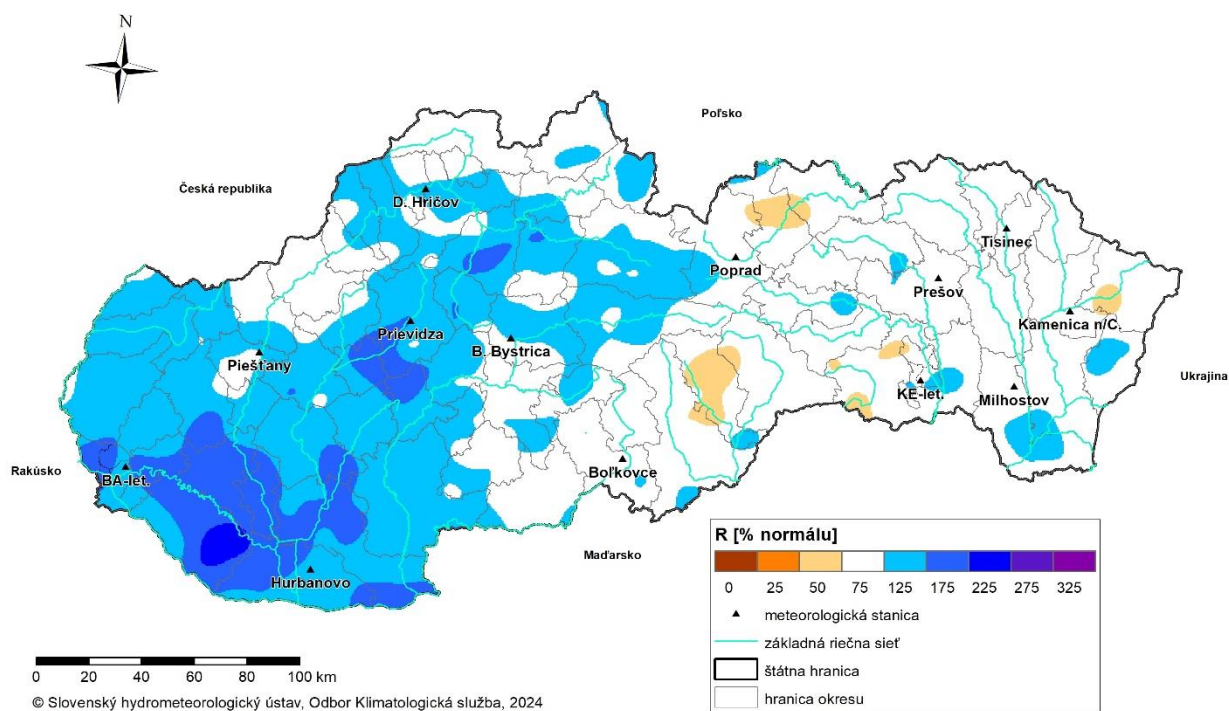 N
Poľsko
Česká republika
D. Hričov
Tisinec
Poprad
Prešov
Kamenica n/C.
Prievidza
B. Bystrica
Piešťany
Ukrajina
KE-let.
Milhostov
Rakúsko
BA-let.
Boľkovce
Maďarsko
Hurbanovo
R [% normálu]
0 25 50 75 125 175 225 275 325
meteorologická stanica
základná riečna sieť
štátna hranica
hranica okresu
0 20 40 60 80 100 km
© Slovenský hydrometeorologický ústav, Odbor Klimatologická služba, 2024